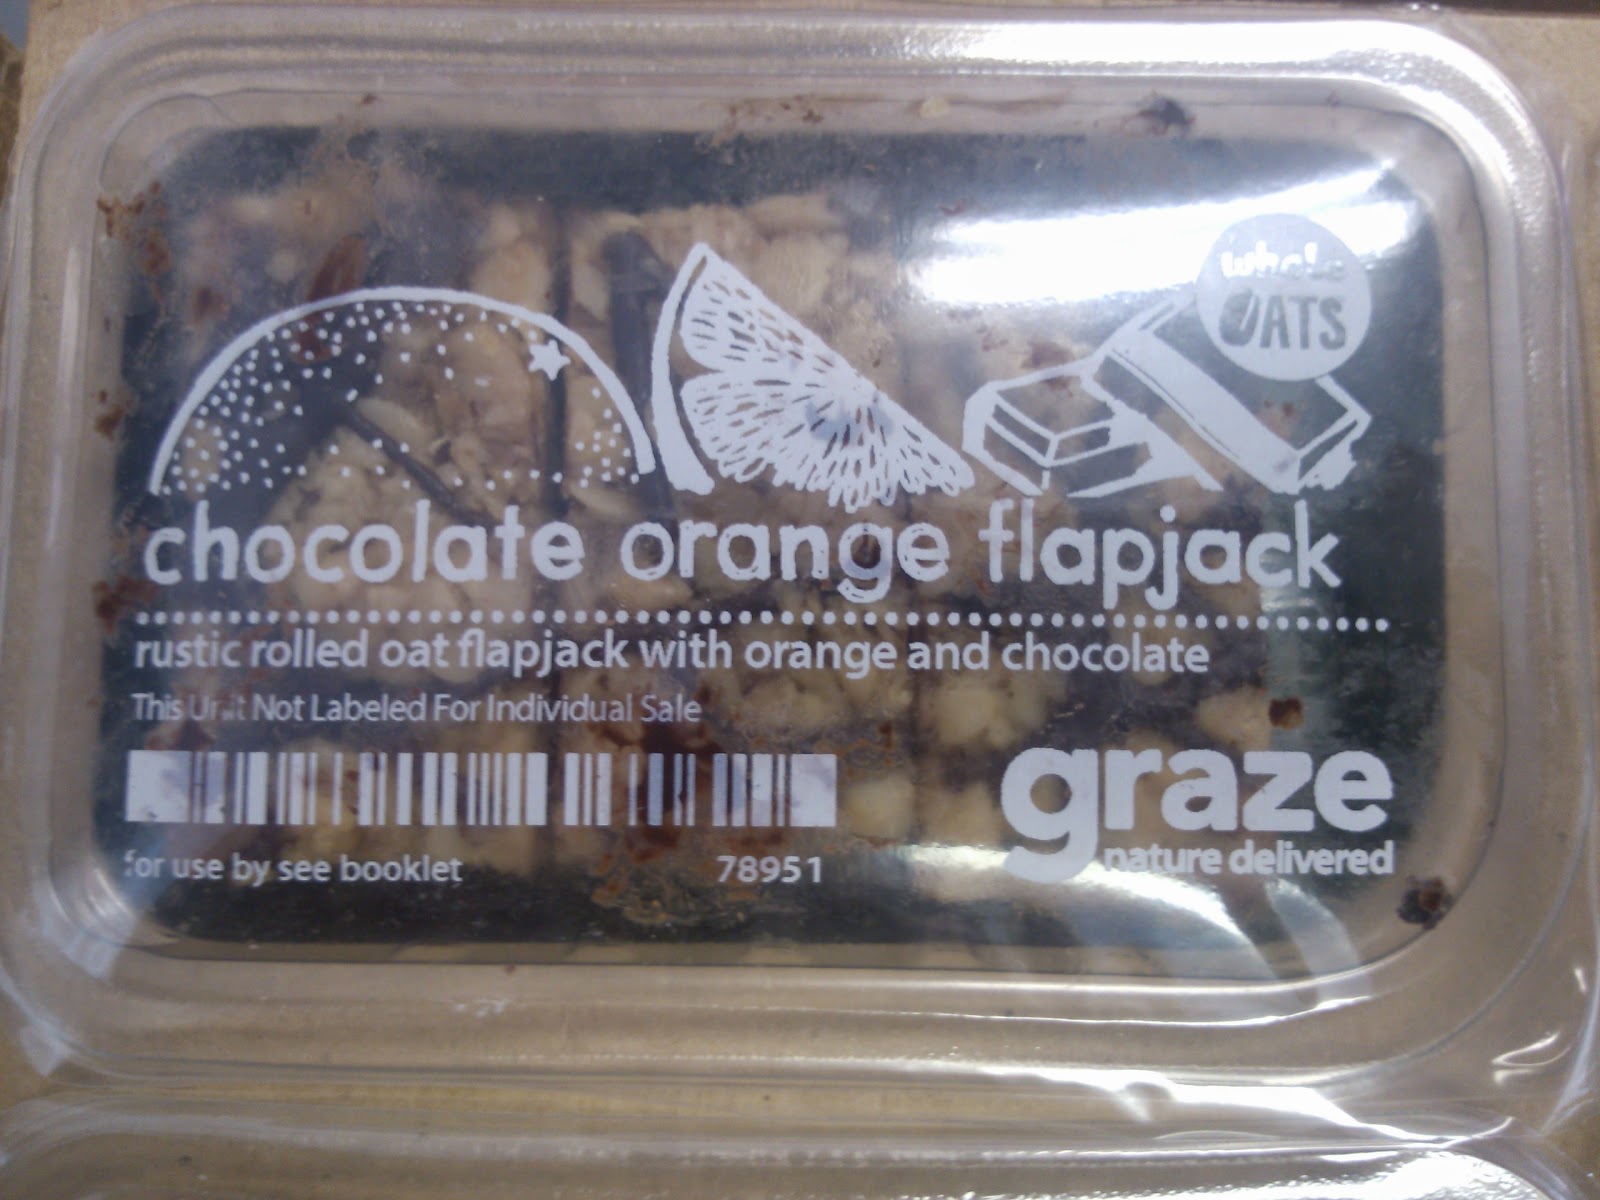 whole
OATS
chocolate orange flapjack
rustic rolled oat flapjack with orange and chocolate
This Unit Not Labeled For Individual Sale
graze
nature delivered
for use by see booklet
78951